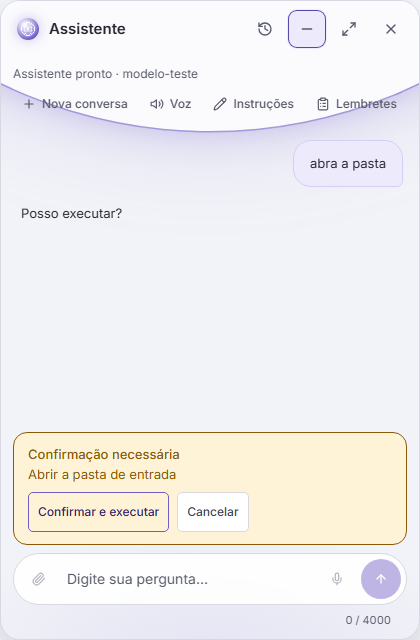 Assistente
Assistente pronto · modelo-teste
Nova conversa Voz Instruções Lembretes
abra a pasta
Posso executar?
Confirmação necessária
Abrir a pasta de entrada
Confirmar e executar Cancelar
Digite sua pergunta...
0 / 4000